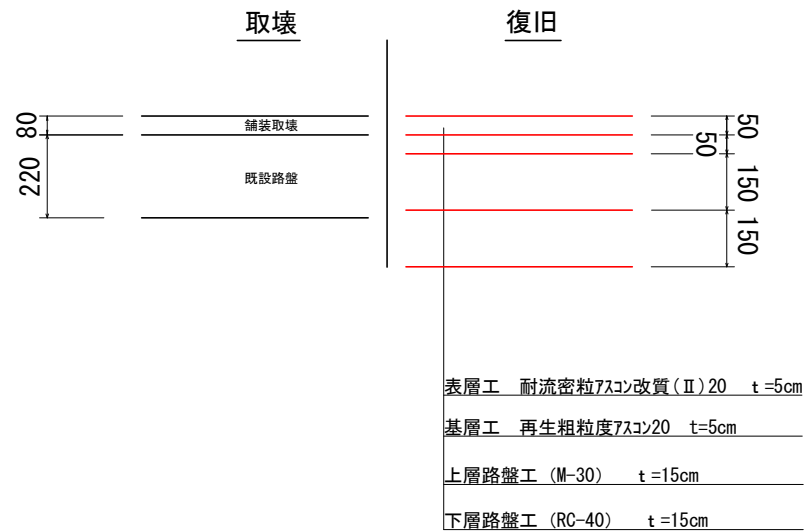 取壊
復旧
80
舗装取壊
220
既設路盤
50
50
150
150
表層工 耐流密粒アスコン改質(Ⅱ)20 t=5cm
基層工 再生粗粒度アスコン20 t=5cm
上層路盤工 (M-30) t=15cm
下層路盤工 (RC-40) t=15cm